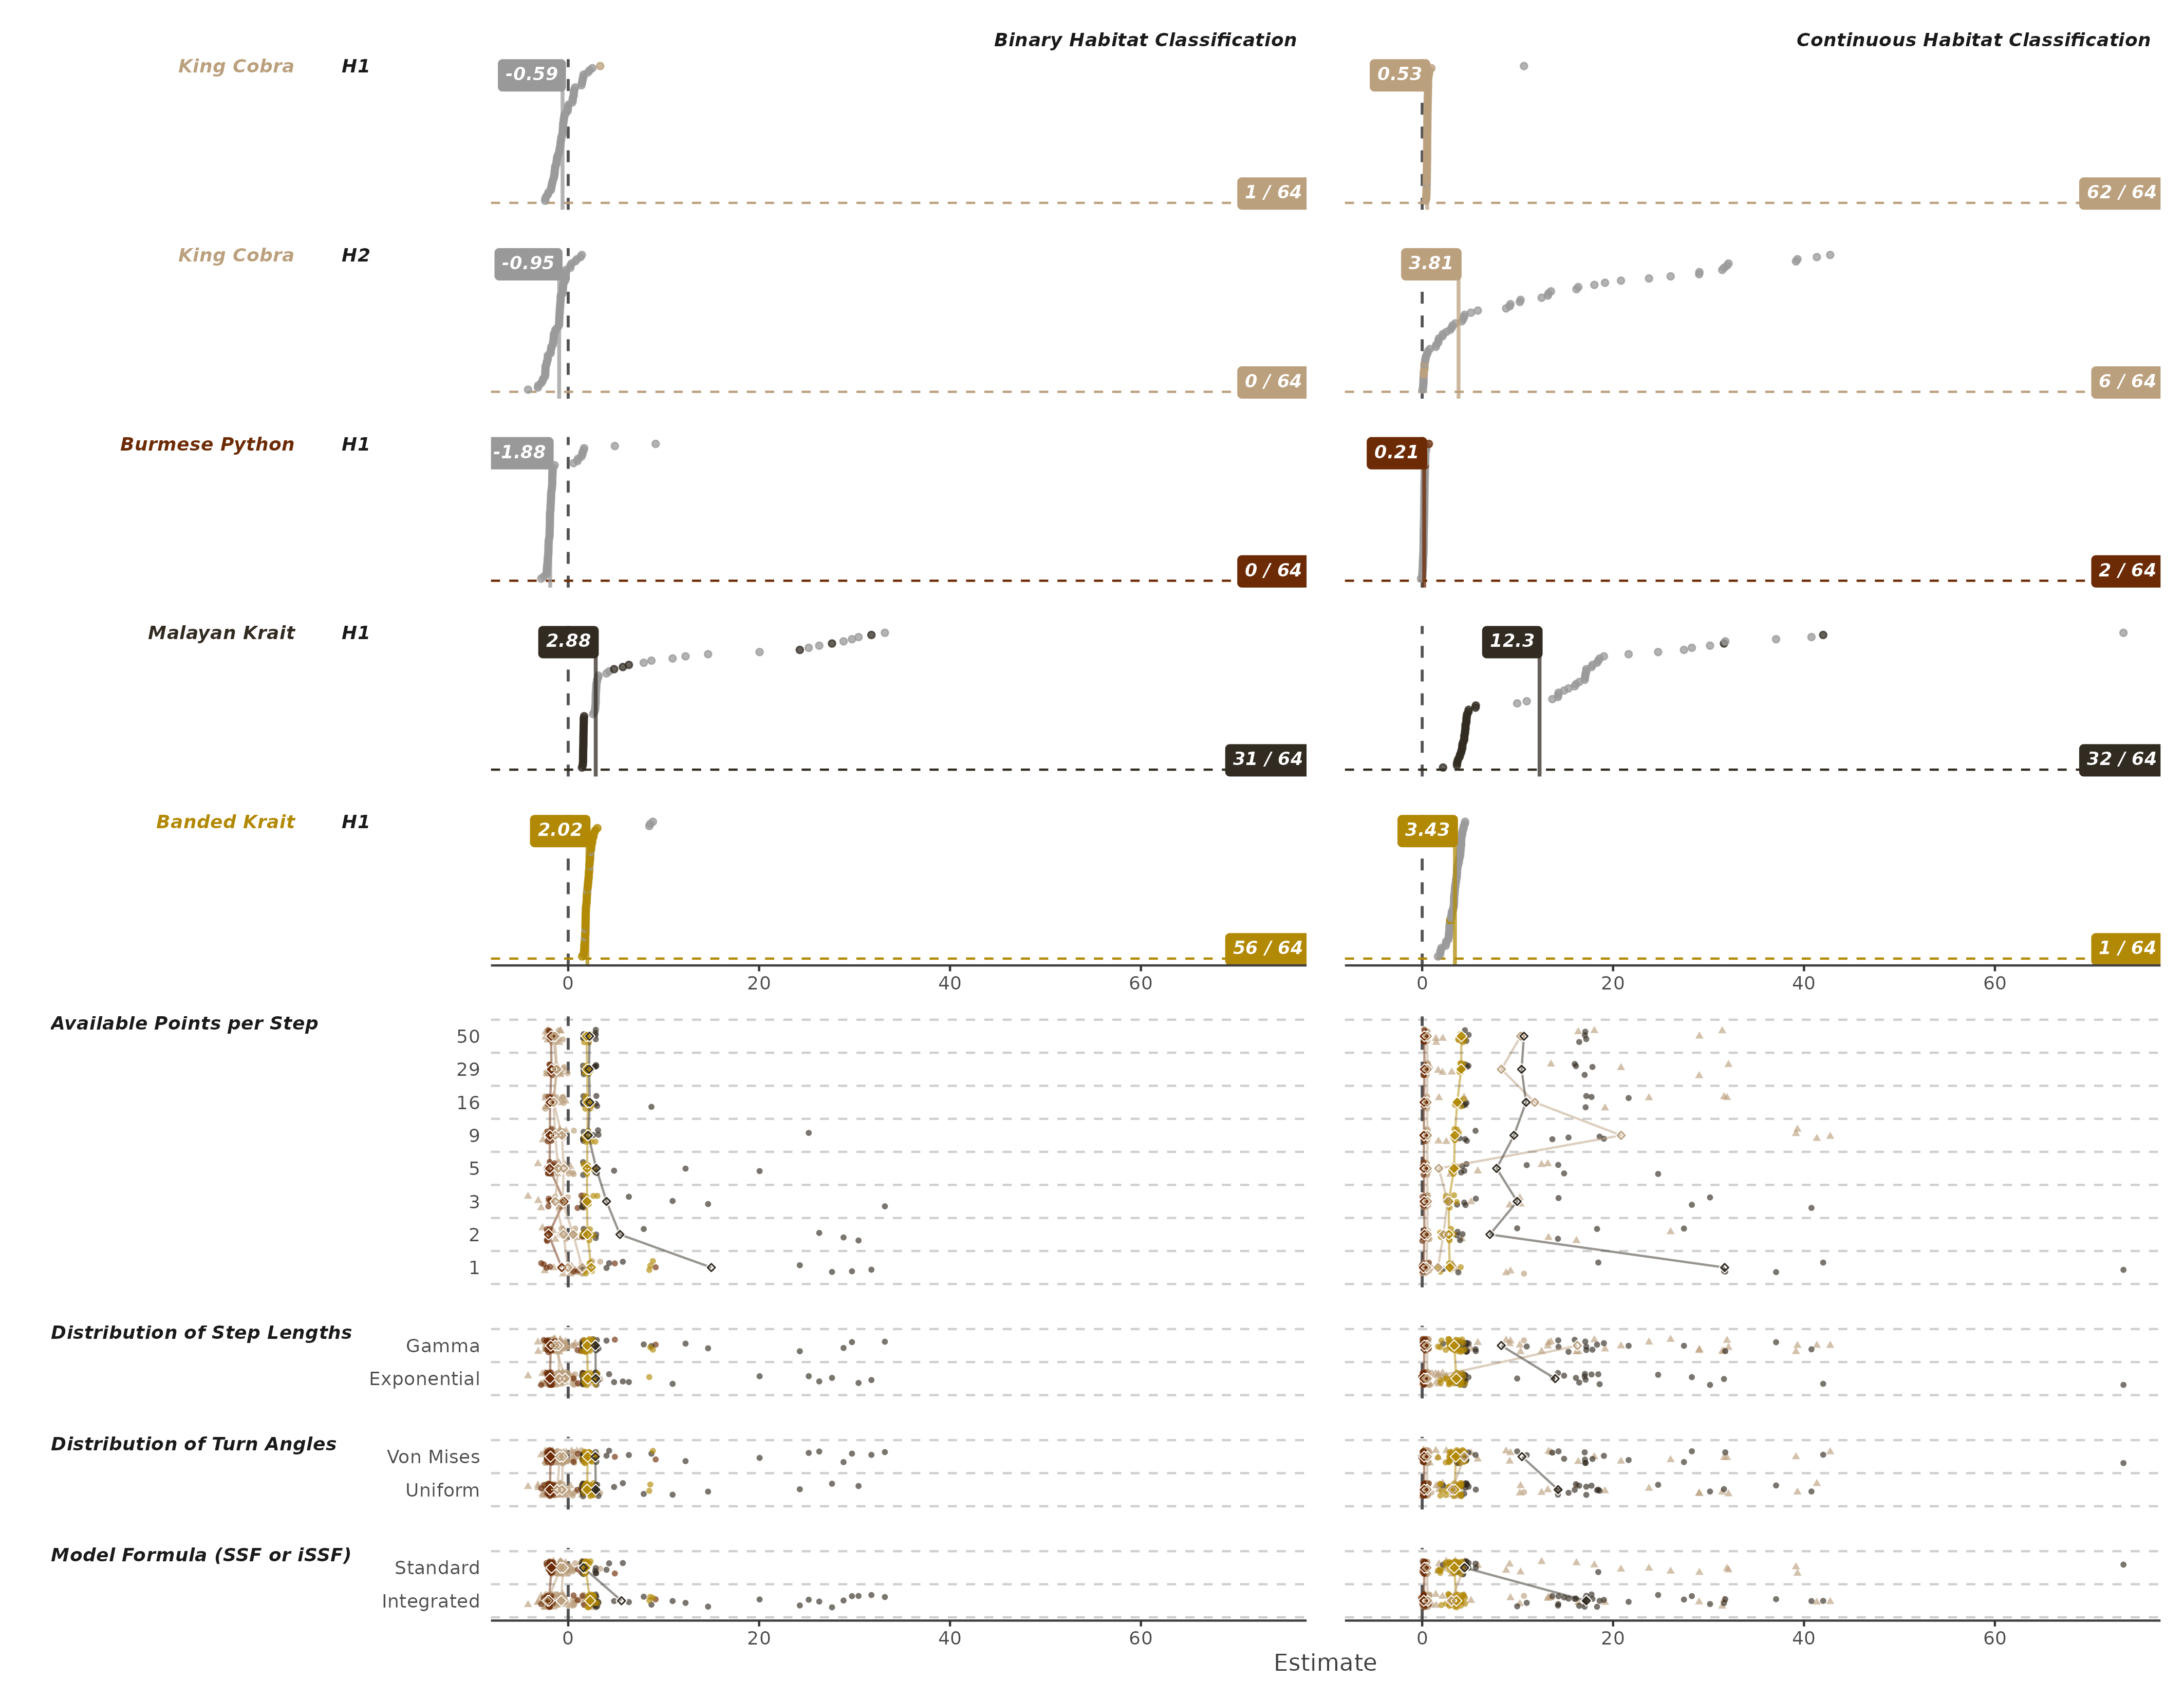 Binary Habitat Classification
Continuous Habitat Classification
King Cobra H1
-0.59
0.53
1 / 64
62 / 64
King Cobra H2
-0.95
3.81
0 / 64
6 / 64
Burmese Python H1
-1.88
0.21
0 / 64
2 / 64
Malayan Krait H1
2.88
12.3
31 / 64
32 / 64
Banded Krait H1
2.02
3.43
56 / 64
1 / 64
0 20 40 60
0 20 40 60
Available Points per Step
50
29
16
9
5
3
2
1
Distribution of Step Lengths
Gamma
Exponential
Distribution of Turn Angles
Von Mises
Uniform
Model Formula (SSF or iSSF)
Standard
Integrated
0 20 40 60
0 20 40 60
Estimate